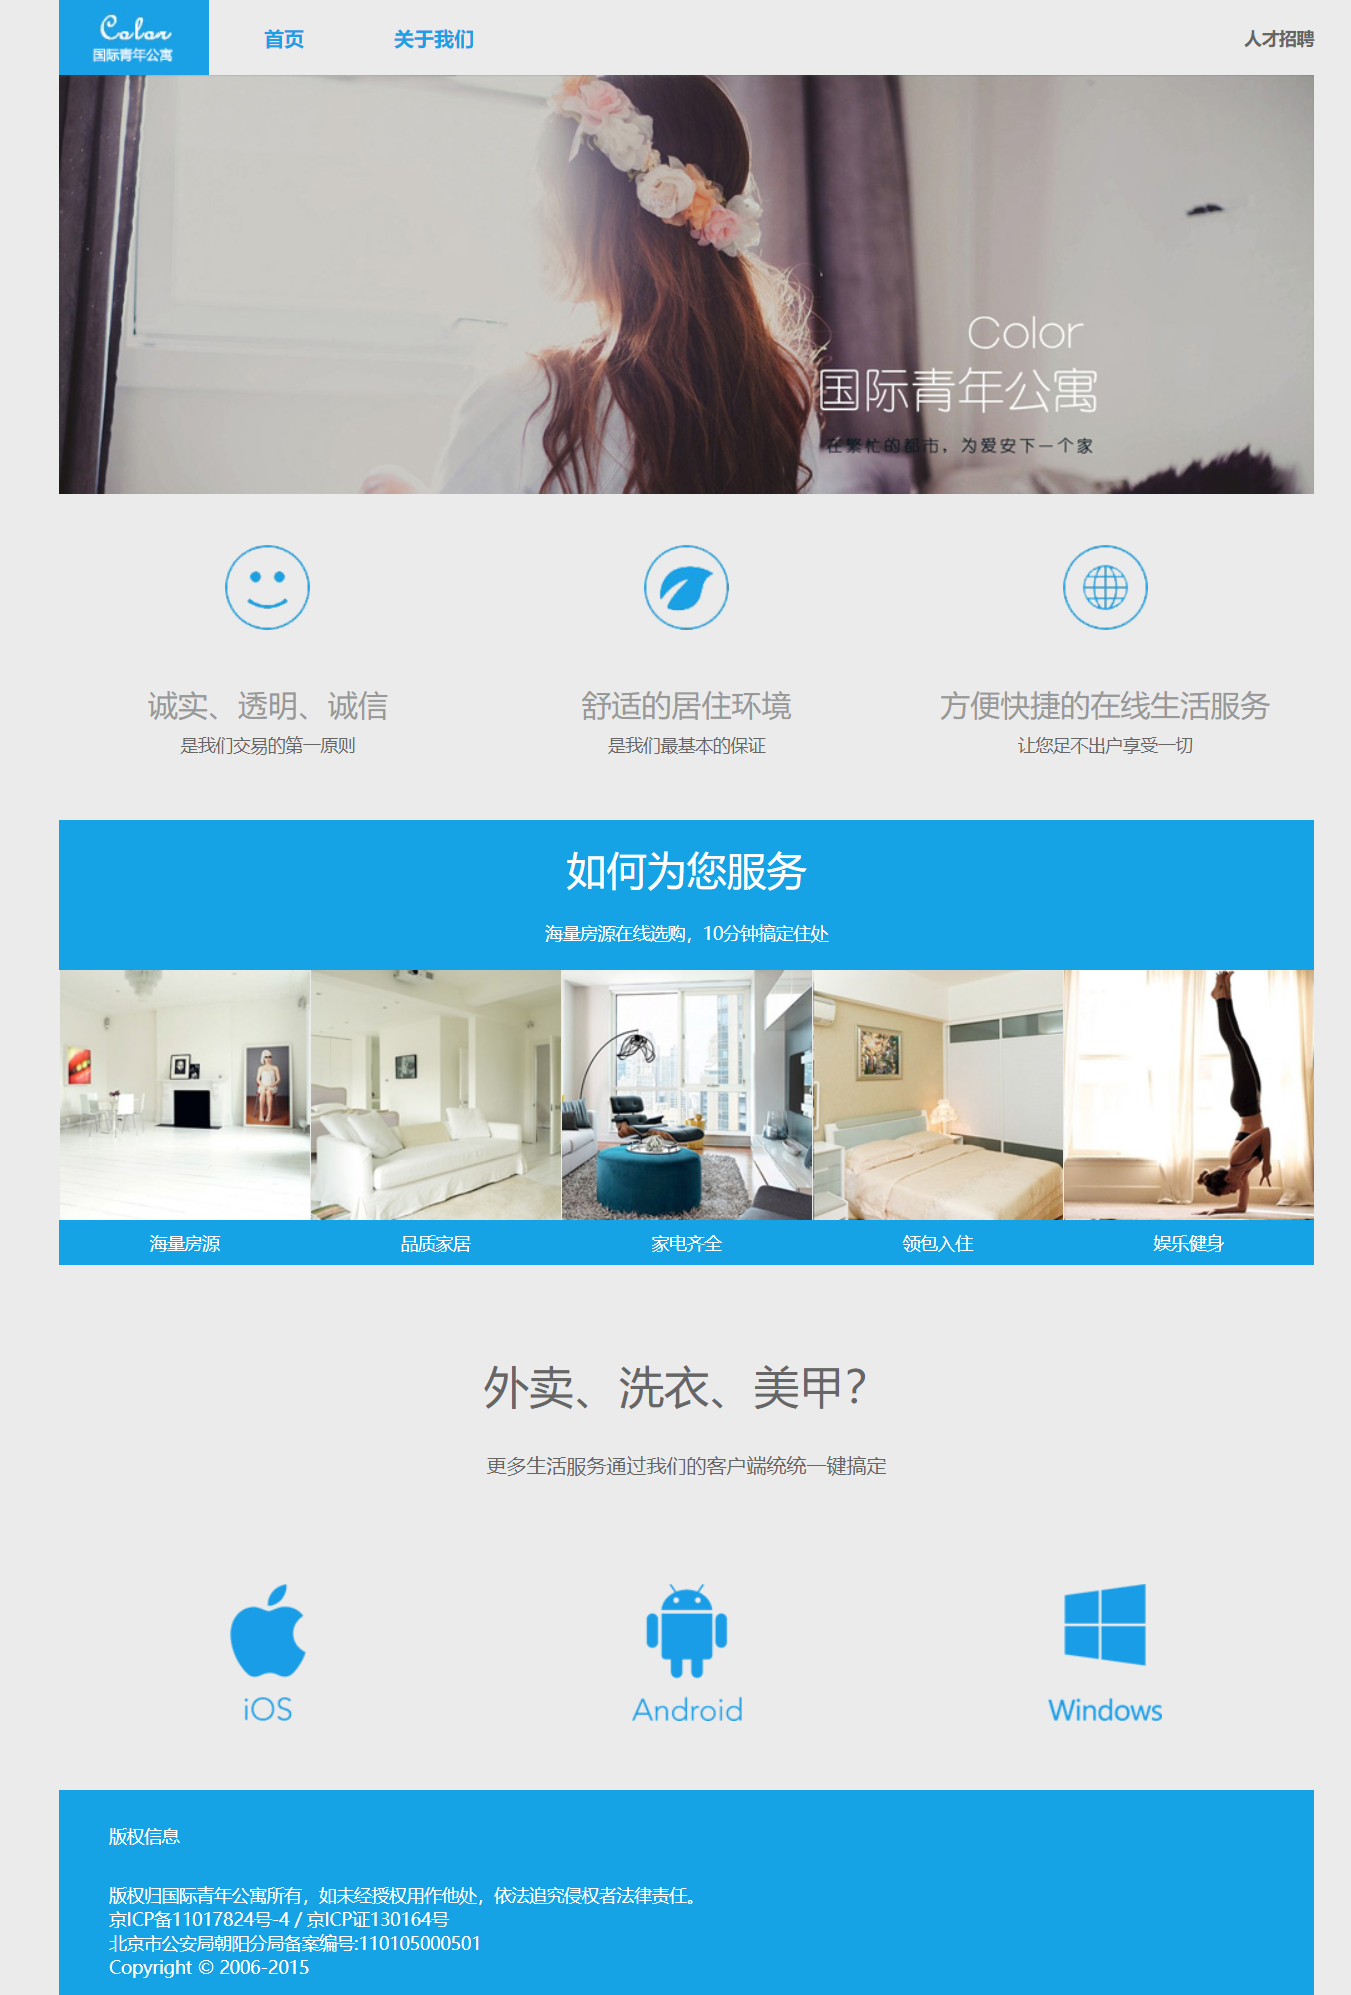 Color
国际青年公寓
首页
关于我们
人才招聘
Color
国际青年公寓
在繁忙的都市，为爱安下一个家
诚实、透明、诚信
是我们交易的第一原则
舒适的居住环境
是我们最基本的保证
方便快捷的在线生活服务
让您足不出户享受一切
如何为您服务
海量房源在线选购，10分钟搞定住处
海量房源
品质家居
家电齐全
领包入住
娱乐健身
外卖、洗衣、美甲？
更多生活服务通过我们的客户端统统一键搞定
iOS
Android
Windows
版权信息
版权归国际青年公寓所有，如未经授权用作他处，依法追究侵权者法律责任。
京ICP备11017824号-4 / 京ICP证130164号
北京市公安局朝阳分局备案编号:110105000501
Copyright © 2006-2015